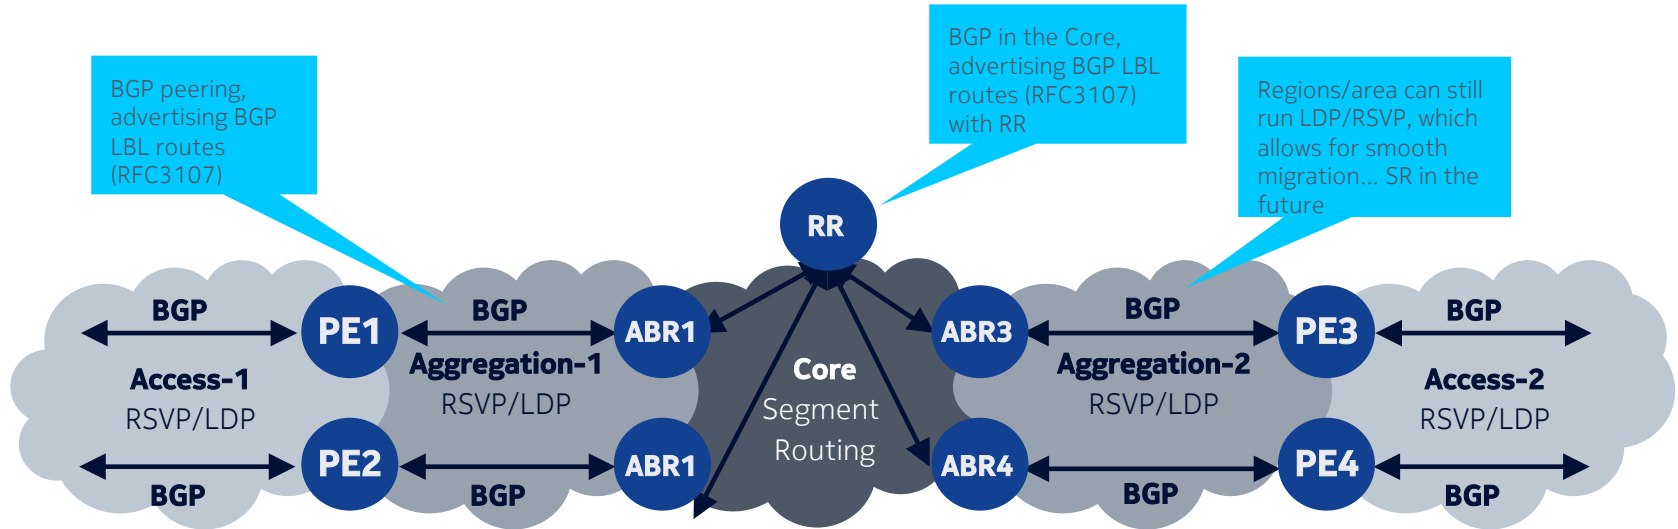 BGP in the Core,
advertising BGP LBL
routes (RFC3107)
with RR
BGP peering,
advertising BGP
LBL routes
(RFC3107)
Regions/area can still
run LDP/RSVP, which
allows for smooth
migration... SR in the
future
RR
BGP
PE1
BGP
ABR1
ABR3
BGP
PE3
BGP
Access-1
RSVP/LDP
Aggregation-1
RSVP/LDP
Core
Segment
Routing
Aggregation-2
RSVP/LDP
Access-2
RSVP/LDP
PE2
ABR1
ABR4
PE4
BGP
BGP
BGP
BGP